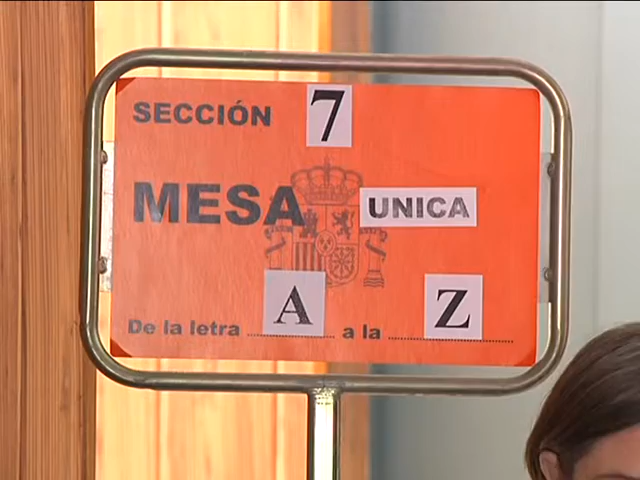 SECCIÓN 7
MESA UNICA
De la letra A a la Z